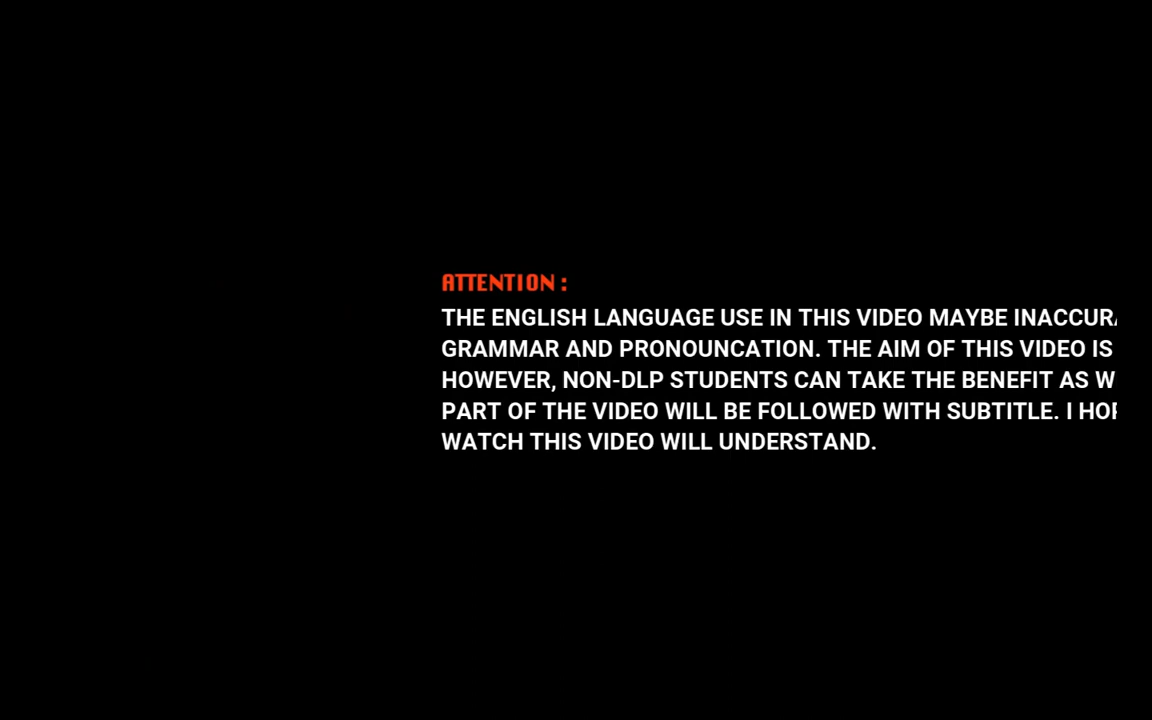 ATTENTION :
THE ENGLISH LANGUAGE USE IN THIS VIDEO MAYBE
GRAMMAR AND PRONOUNCATION. THE AIM OF THIS VIDEO IS
HOWEVER, NON-DLP STUDENTS CAN TAKE THE BENEFIT AS
PART OF THE VIDEO WILL BE FOLLOWED WITH SUBTITLE. I
WATCH THIS VIDEO WILL UNDERSTAND.